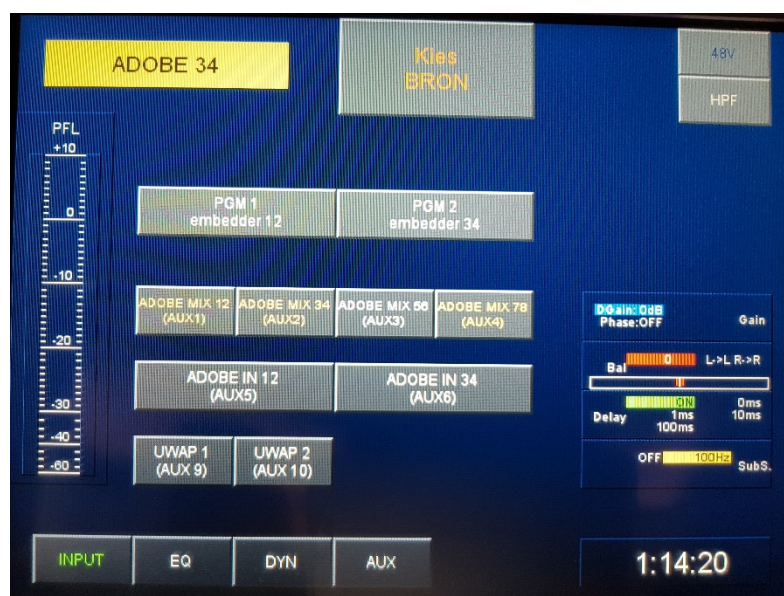 ADOBE 34
Kies
BRON
48V
HPF
PFL
+10
0
-10
-20
-30
-40
-60
PGM 1
embedder 12
PGM 2
embedder 34
ADOBE MIX 12
(AUX1)
ADOBE MIX 34
(AUX2)
ADOBE MIX 56
(AUX3)
ADOBE MIX 78
(AUX4)
ADOBE IN 12
(AUX5)
ADOBE IN 34
(AUX6)
UWAP 1
(AUX 9)
UWAP 2
(AUX 10)
DGain: 0dB
Phase:OFF
Gain
Bal
0
L->L R->R
ON
0ms
Delay
1ms
10ms
100ms
OFF
100Hz
SubS.
INPUT
EQ
DYN
AUX
1:14:20